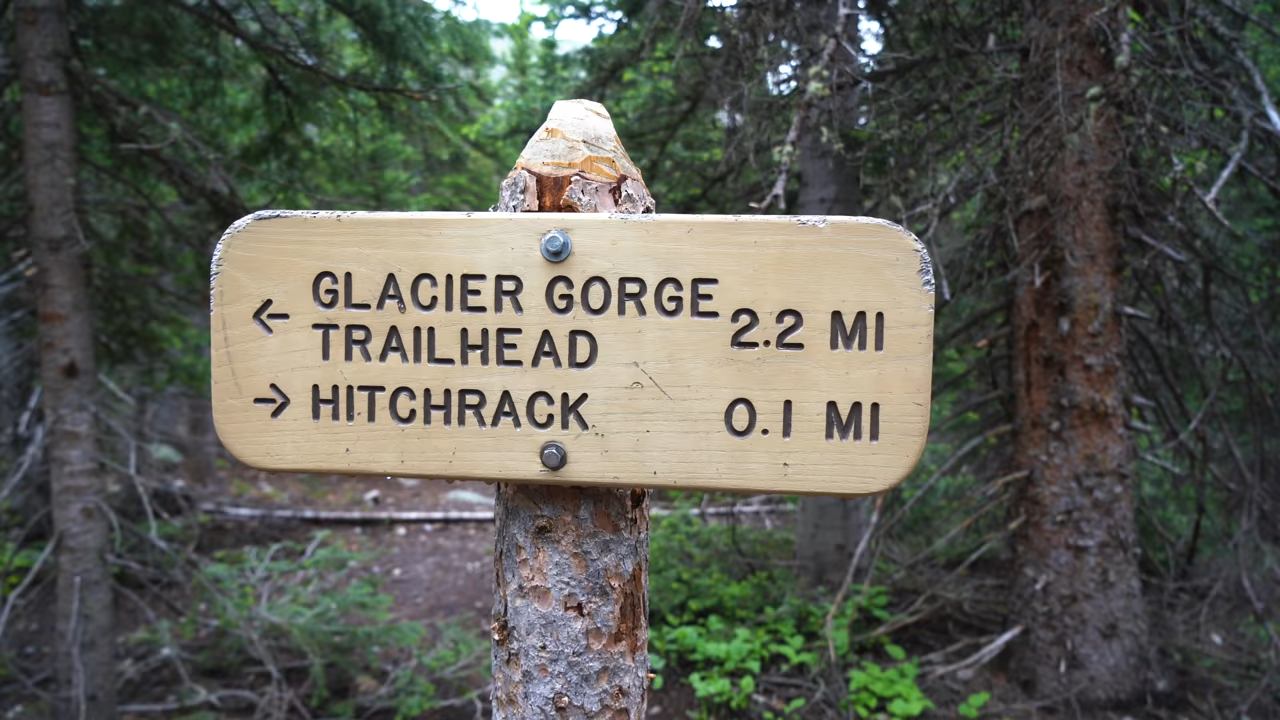 ← GLACIER GORGE
TRAILHEAD 2.2 MI
→ HITCHRACK 0.1 MI